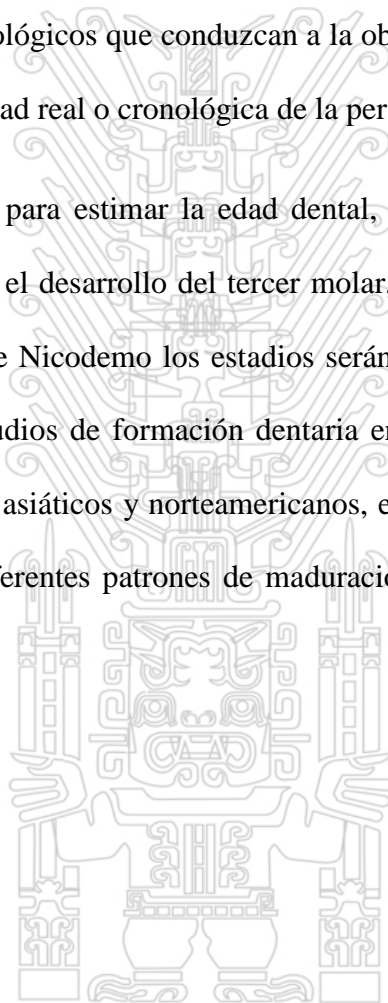 ológicos que conduzcan a la ob
ad real o cronológica de la per
para estimar la edad dental,
el desarrollo del tercer molar.
e Nicodemo los estadios serán
udios de formación dentaria en
asiáticos y norteamericanos, e
ferentes patrones de maduració